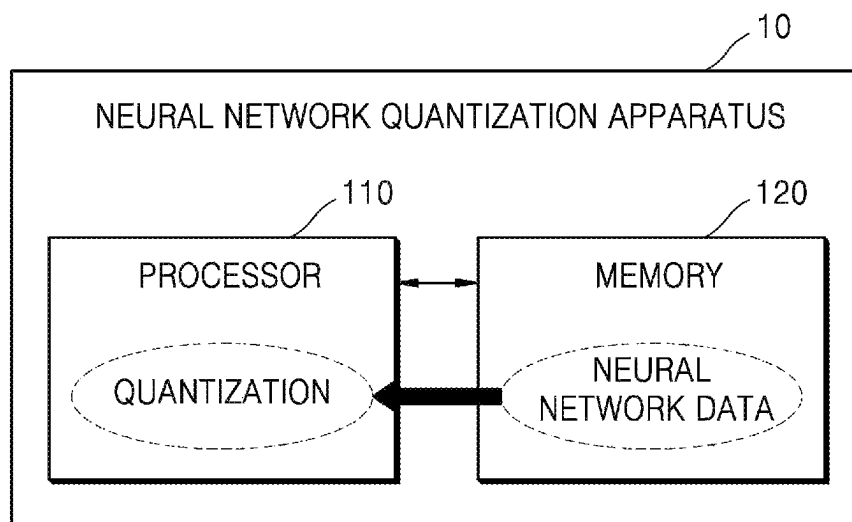 10
NEURAL NETWORK QUANTIZATION APPARATUS
110
120
PROCESSOR
MEMORY
QUANTIZATION
NEURAL
NETWORK DATA